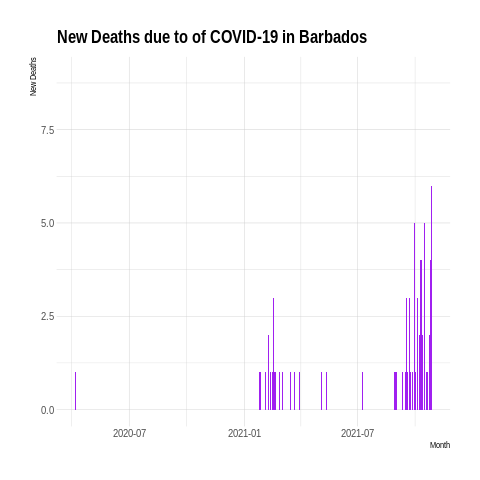 New Deaths due to of COVID-19 in Barbados
New Deaths
7.5
5.0
2.5
0.0
2020-07 2021-01 2021-07
Month